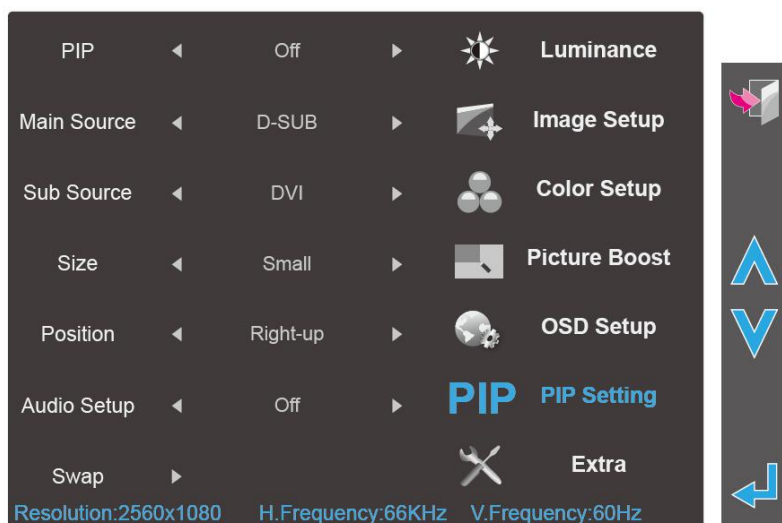 PIP Off Luminance
Main Source D-SUB Image Setup
Sub Source DVI Color Setup
Size Small Picture Boost
Position Right-up OSD Setup
Audio Setup Off PIP PIP Setting
Swap Extra
Resolution:2560x1080 H.Frequency:66KHz V.Frequency:60Hz